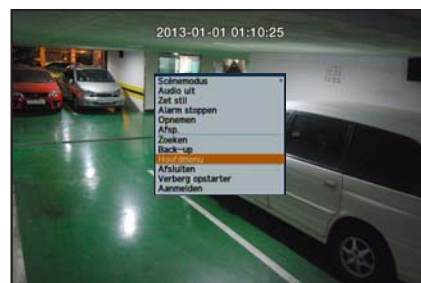 2013-01-01 01:10:25
Scènemodus
Audio uit
Zet stil
Alarm stoppen
Opnemen
Afsp.
Zoeken
Back-up
Hoofdmenu
Afsluiten
Verberg opstarter
Aanmelden